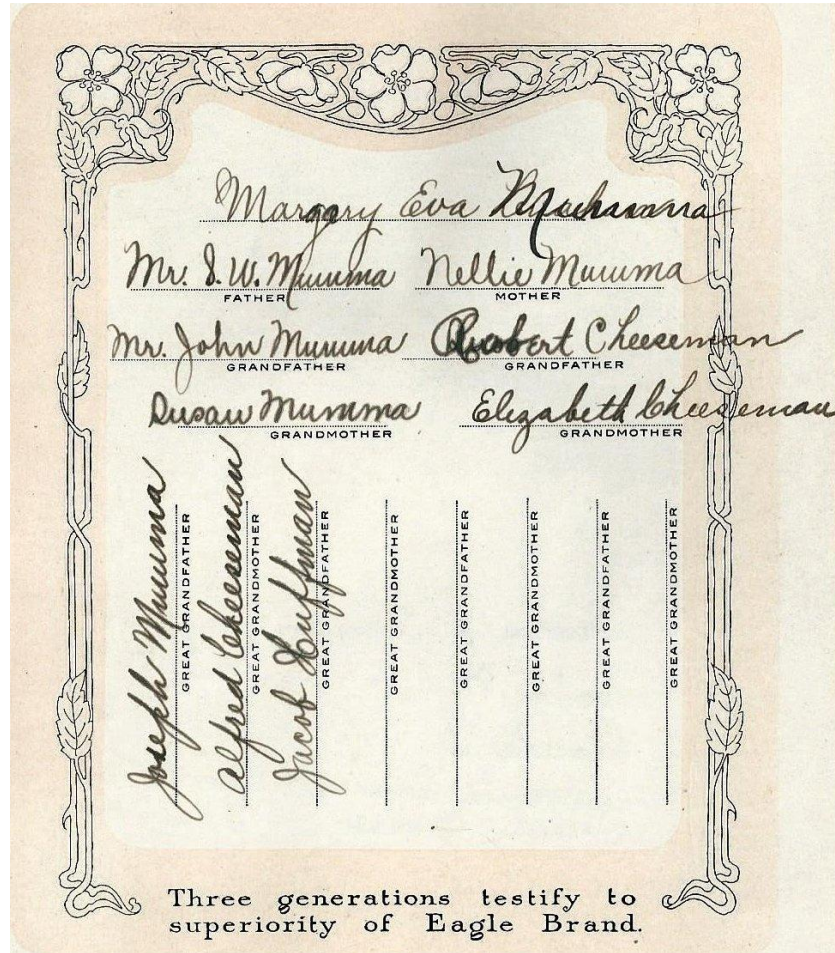 Margary Eva
Mr. S. W. Mumma Nellie Mumma
FATHER MOTHER
Mr. John Mumma Robert Cheeseman
GRANDFATHER GRANDFATHER
Susan Mumma Elizabeth Cheeseman
GRANDMOTHER GRANDMOTHER
Joseph Mumma
GREAT GRANDFATHER
Alfred Cheeseman
GREAT GRANDMOTHER
Jacob Huffman
GREAT GRANDFATHER
GREAT GRANDMOTHER
GREAT GRANDFATHER
GREAT GRANDMOTHER
GREAT GRANDFATHER
GREAT GRANDMOTHER
Three generations testify to
superiority of Eagle Brand.